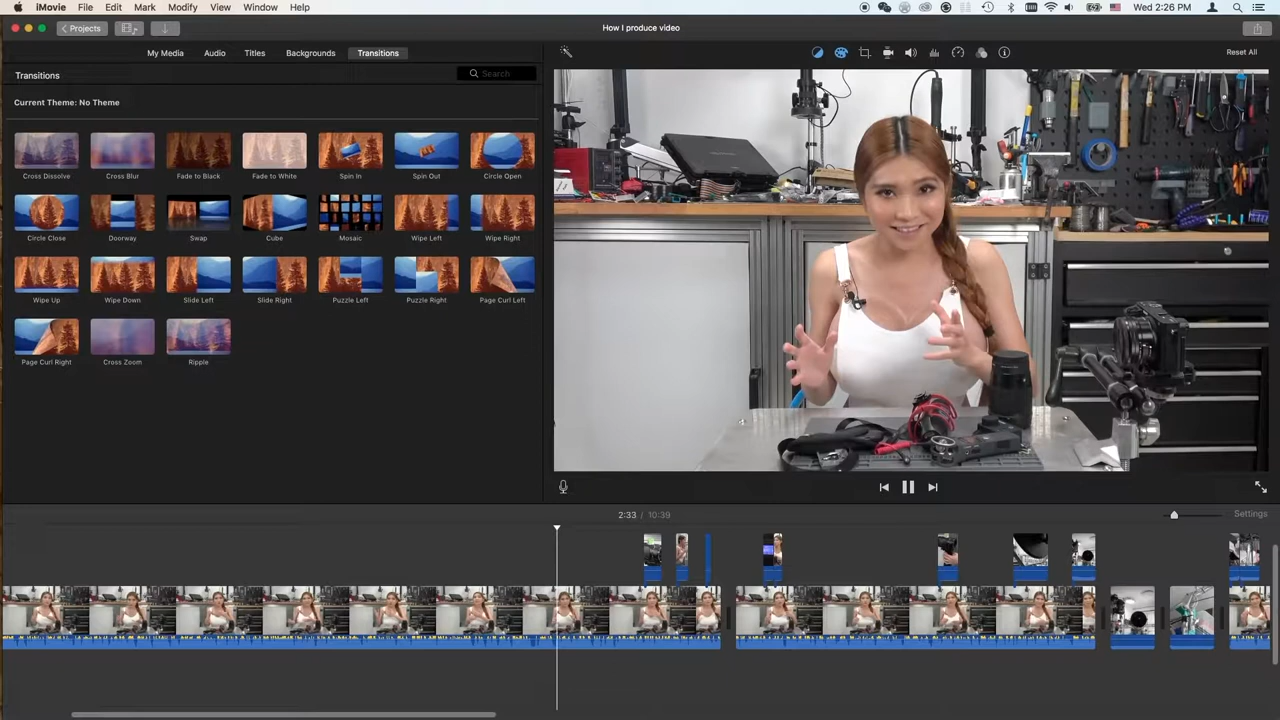 iMovie File Edit Mark Modify View Window Help Wed 2:26 PM
Projects How I produce video
My Media Audio Titles Backgrounds Transitions Reset All
Transitions Search
Current Theme: No Theme
Cross Dissolve Cross Blur Fade to Black Fade to White Spin In Spin Out Circle Open
Circle Close Doorway Swap Cube Mosaic Wipe Left Wipe Right
Wipe Up Wipe Down Slide Left Slide Right Puzzle Left Puzzle Right Page Curl Left
Page Curl Right Cross Zoom Ripple
2:33 / 10:39 Settings